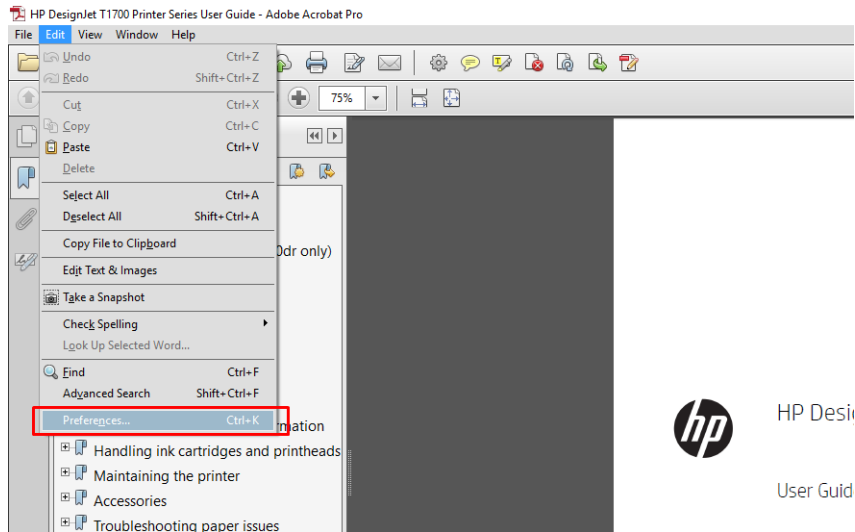 HP DesignJet T1700 Printer Series User Guide - Adobe Acrobat Pro
File Edit View Window Help
Undo Ctrl+Z
Redo Shift+Ctrl+Z
75%
Cut Ctrl+X
Copy Ctrl+C
Paste Ctrl+V
Delete
Select All Ctrl+A
Deselect All Shift+Ctrl+A
Copy File to Clipboard
0dr only)
Edit Text & Images
Take a Snapshot
Check Spelling
Look Up Selected Word...
Find Ctrl+F
Advanced Search Shift+Ctrl+F
Preferences... Ctrl+K
rmation
hp
HP Desig
Handling ink cartridges and printheads
Maintaining the printer
Accessories
User Guid
Troubleshooting paper issues